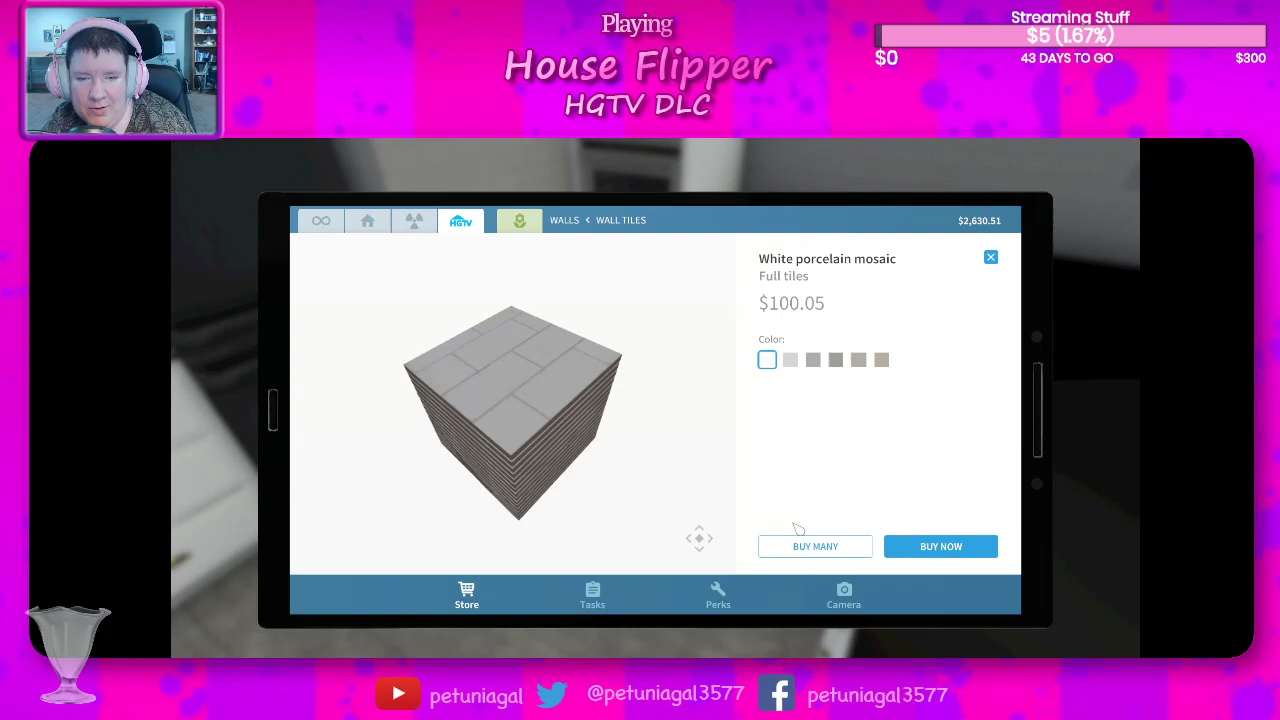 Playing
House Flipper
HGTV DLC
Streaming Stuff
$5 (1.67%)
$0 43 DAYS TO GO $300
HGTV WALLS < WALL TILES $2,630.51
White porcelain mosaic
Full tiles
$100.05
Color:
BUY MANY BUY NOW
Store Tasks Perks Camera
petuniagal @petuniagal3577 petuniagal3577